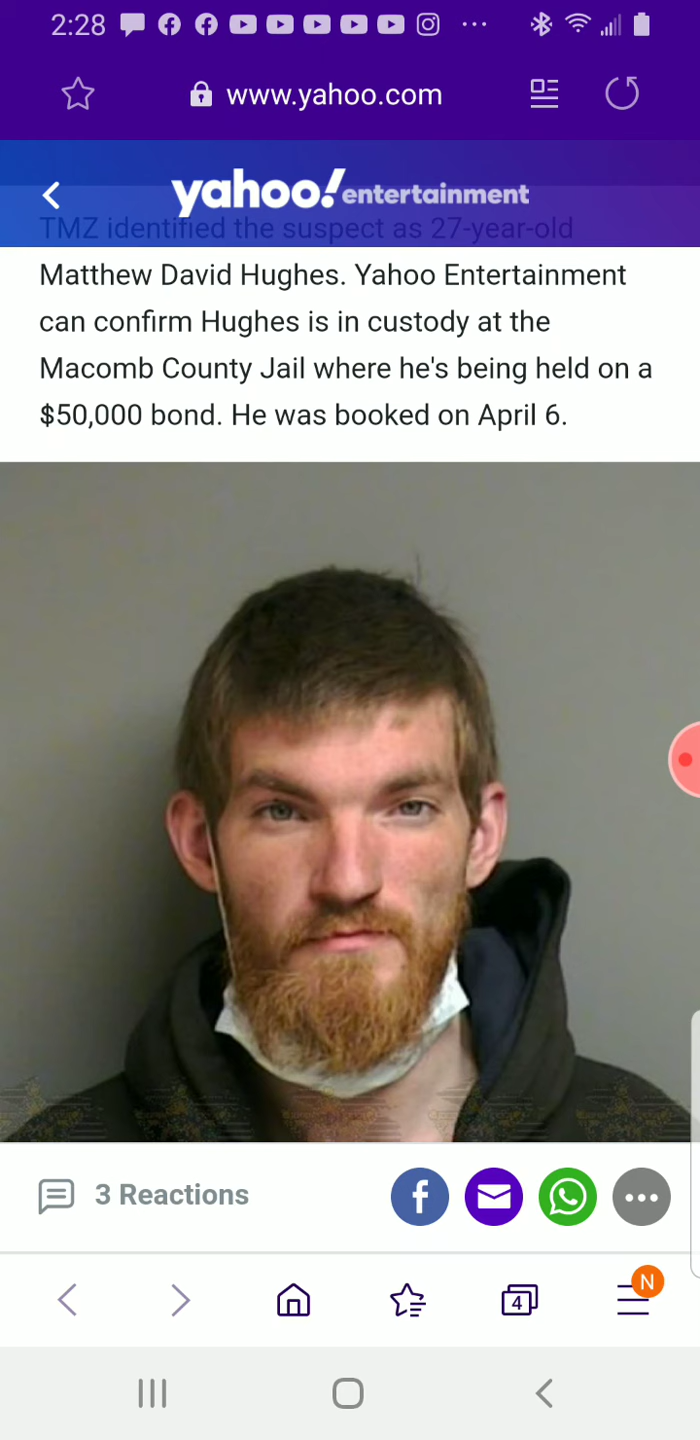 2:28
www.yahoo.com
yahoo!entertainment
TMZ identified the suspect as 27-year-old
Matthew David Hughes. Yahoo Entertainment
can confirm Hughes is in custody at the
Macomb County Jail where he's being held on a
$50,000 bond. He was booked on April 6.
3 Reactions
N
4